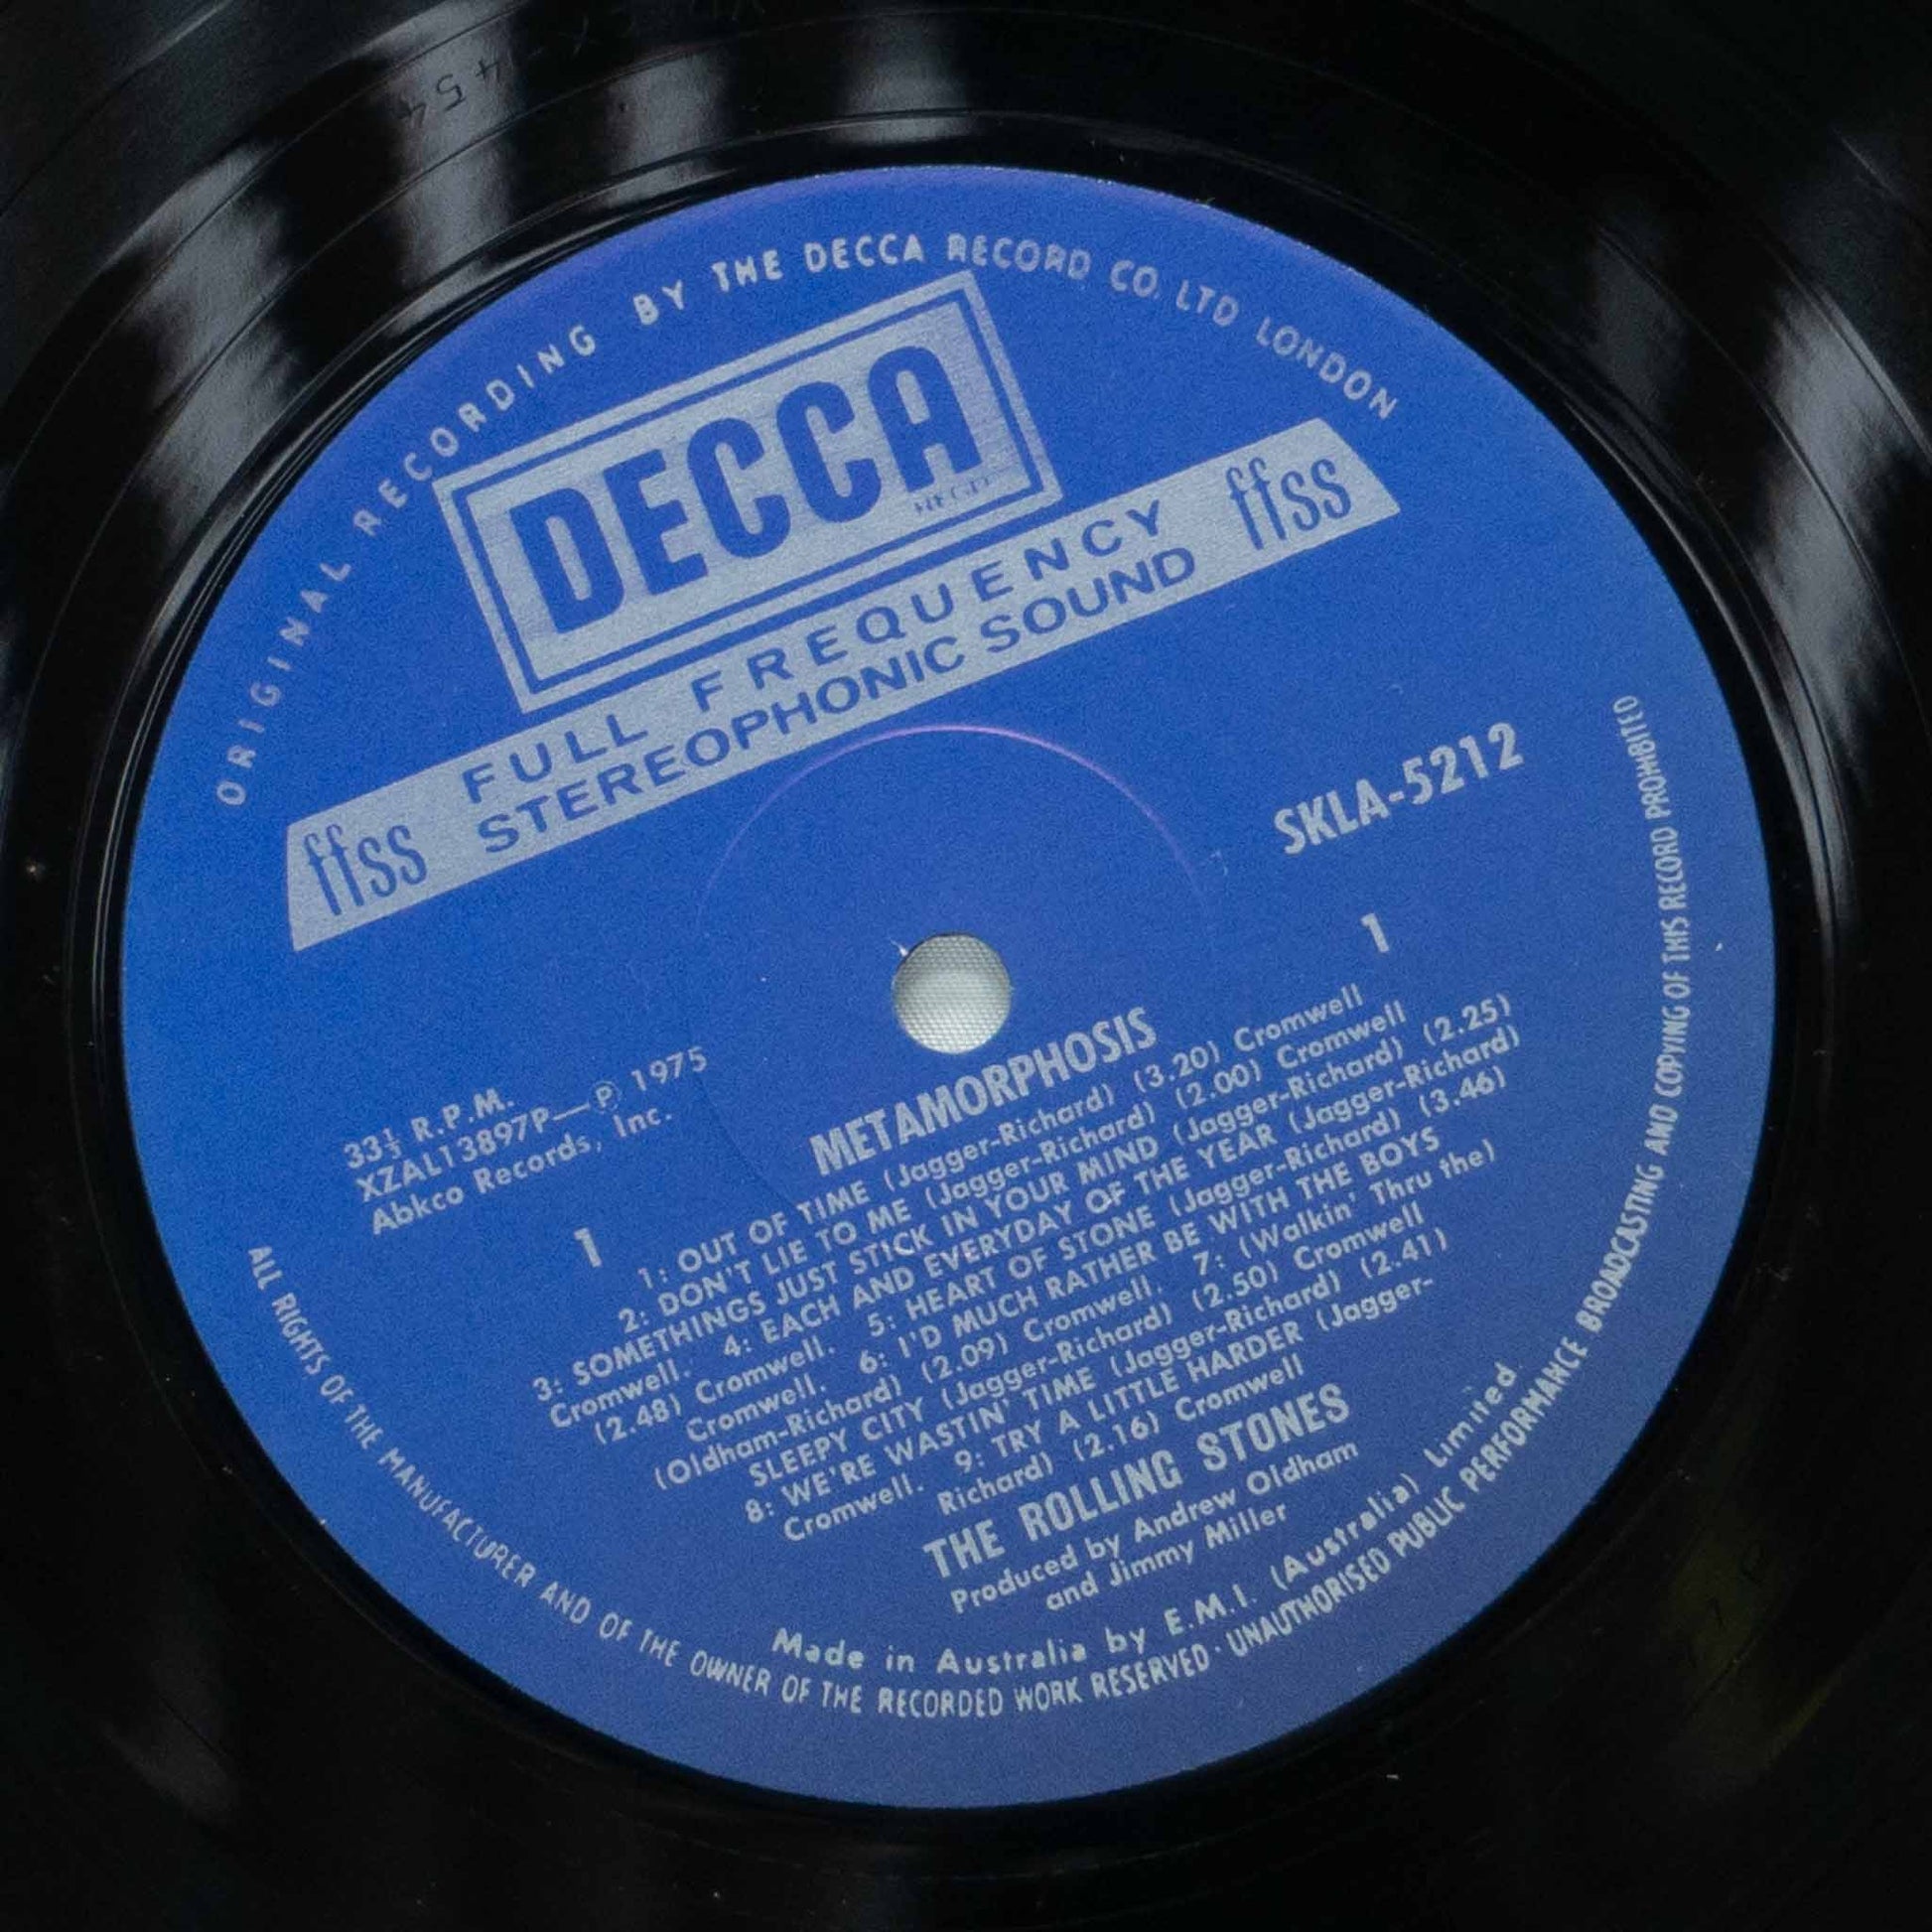 454
ORIGINAL RECORDING BY THE DECCA RECORD CO. LTD LONDON
DECCA
REGD
FULL FREQUENCY
STEREOPHONIC SOUND
ffss
ffss
SKLA-5212
1
33⅓ R.P.M.
XZAL13897P—℗ 1975
Abkco Records, Inc.
1
METAMORPHOSIS
1: OUT OF TIME (Jagger-Richard) (3.20) Cromwell
2: DON'T LIE TO ME (Jagger-Richard) (2.00) Cromwell
3: SOMETHINGS JUST STICK IN YOUR MIND (Jagger-Richard) (2.25)
Cromwell. 4: EACH AND EVERYDAY OF THE YEAR (Jagger-Richard)
(2.48) Cromwell. 5: HEART OF STONE (Jagger-Richard) (3.46)
Cromwell. 6: I'D MUCH RATHER BE WITH THE BOYS
(Oldham-Richard) (2.09) Cromwell. 7: (Walkin' Thru the)
SLEEPY CITY (Jagger-Richard) (2.50) Cromwell
8: WE'RE WASTIN' TIME (Jagger-Richard) (2.41)
Cromwell. 9: TRY A LITTLE HARDER (Jagger-
Richard) (2.16) Cromwell
THE ROLLING STONES
Produced by Andrew Oldham
and Jimmy Miller
Made in Australia by E.M.I. (Australia) Limited.
ALL RIGHTS OF THE MANUFACTURER AND OF THE OWNER OF THE RECORDED WORK RESERVED · UNAUTHORISED PUBLIC PERFORMANCE BROADCASTING AND COPYING OF THIS RECORD PROHIBITED